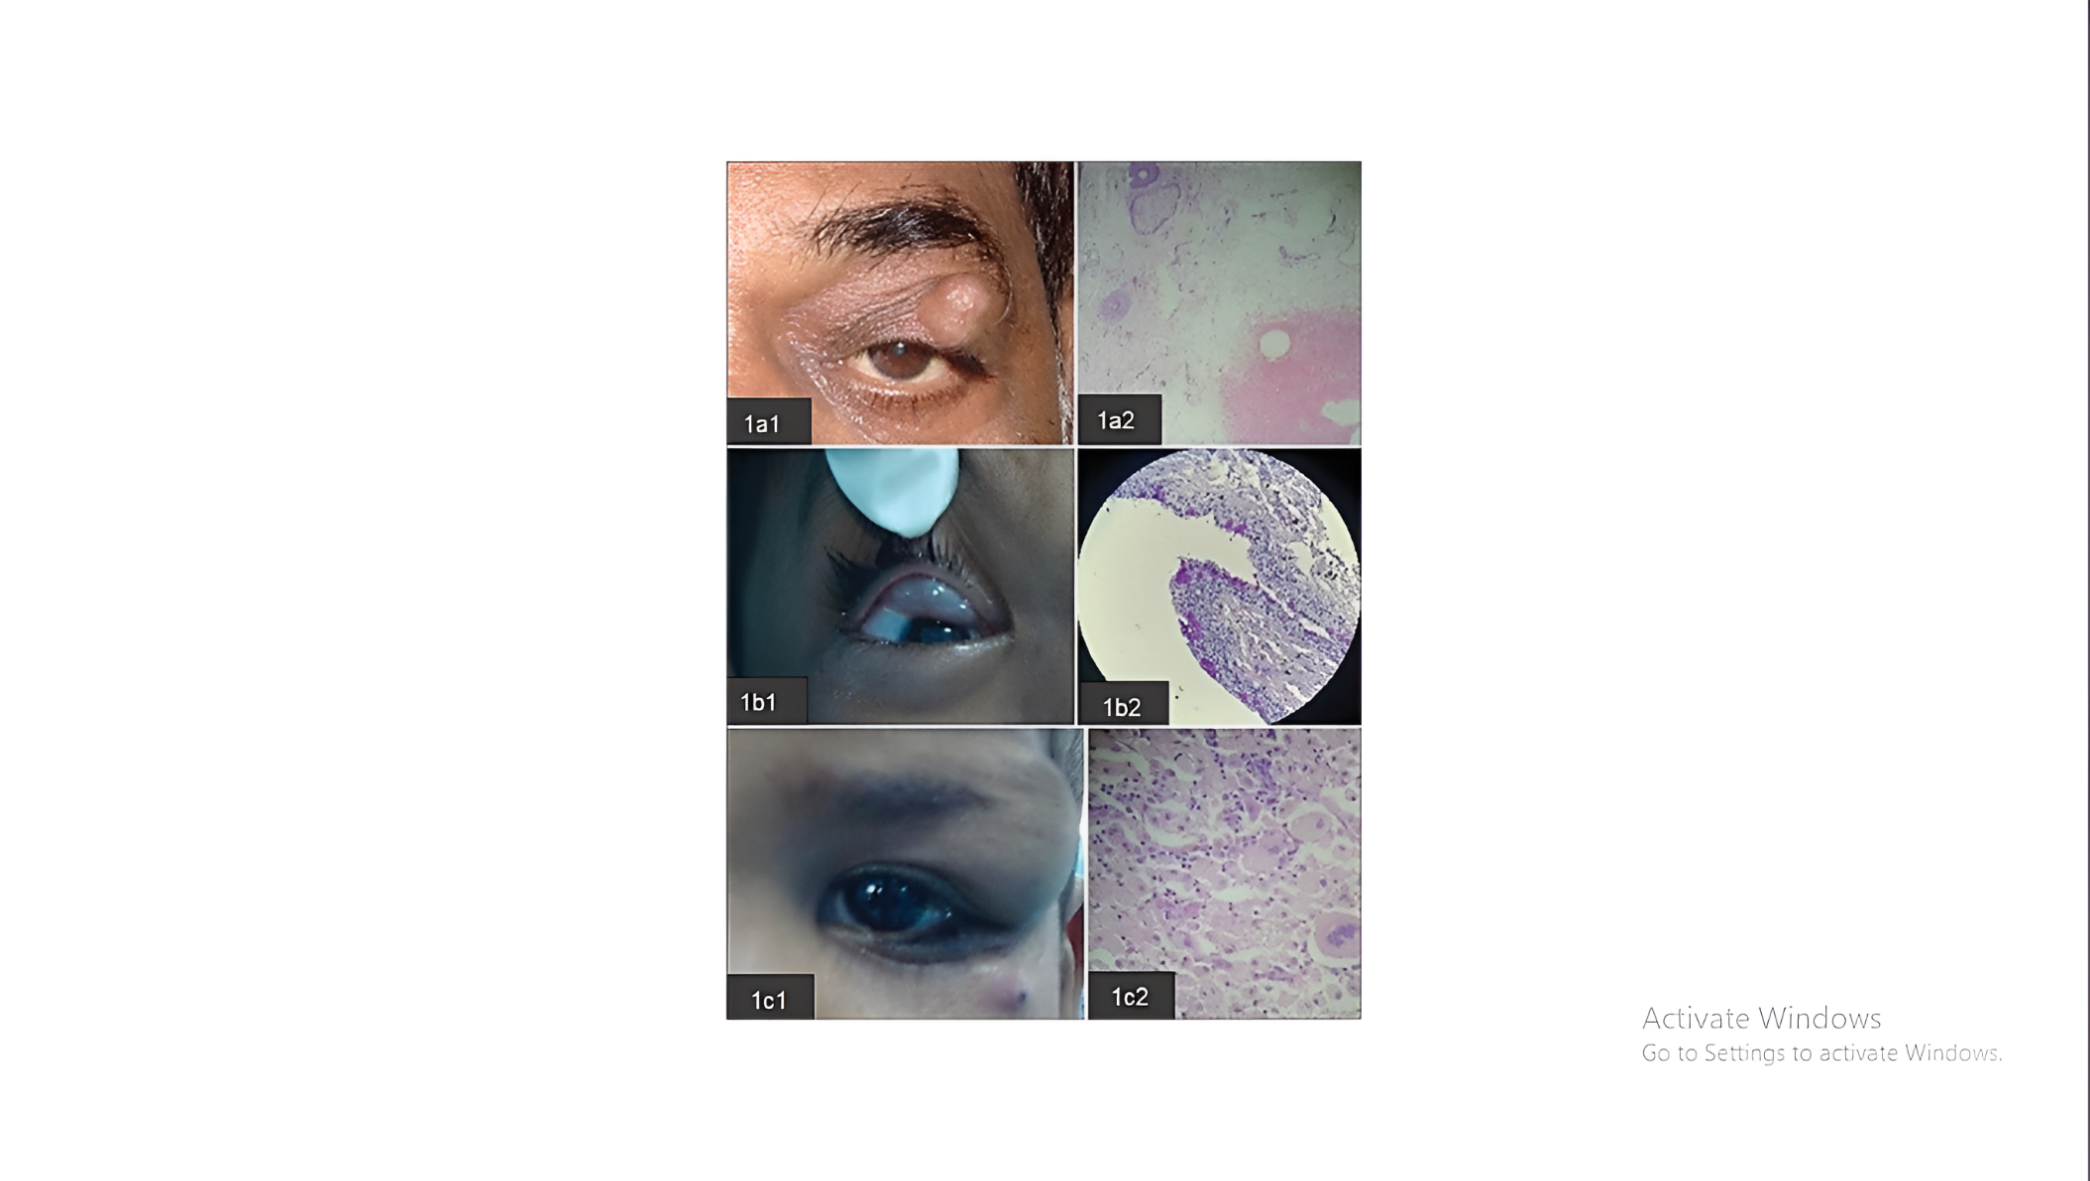 1a1
1a2
1b1
1b2
1c1
1c2
Activate Windows
Go to Settings to activate Windows.